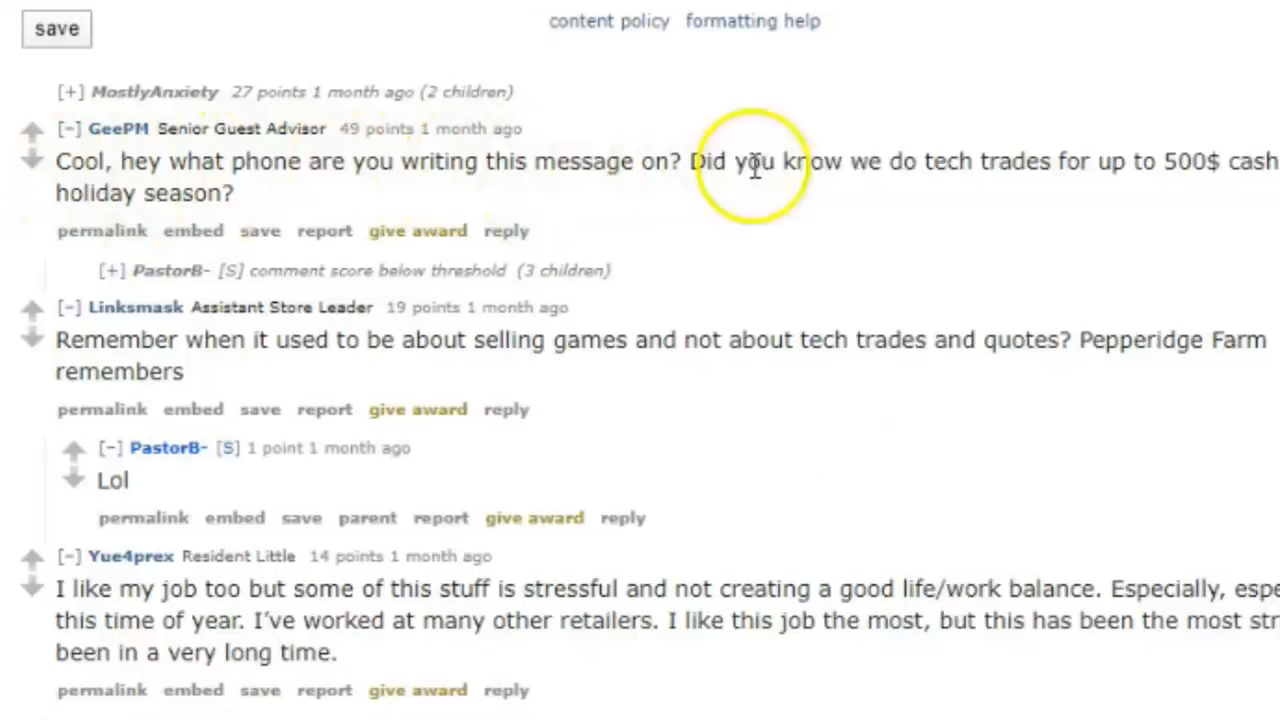 save
content policy formatting help
[+] MostlyAnxiety 27 points 1 month ago (2 children)
[-] GeePM Senior Guest Advisor 49 points 1 month ago
Cool, hey what phone are you writing this message on? Did you know we do tech trades for up to 500$ cash
holiday season?
permalink embed save report give award reply
[+] PastorB- [S] comment score below threshold (3 children)
[-] Linksmask Assistant Store Leader 19 points 1 month ago
Remember when it used to be about selling games and not about tech trades and quotes? Pepperidge Farm
remembers
permalink embed save report give award reply
[-] PastorB- [S] 1 point 1 month ago
Lol
permalink embed save parent report give award reply
[-] Yue4prex Resident Little 14 points 1 month ago
I like my job too but some of this stuff is stressful and not creating a good life/work balance. Especially, espe
this time of year. I've worked at many other retailers. I like this job the most, but this has been the most str
been in a very long time.
permalink embed save report give award reply